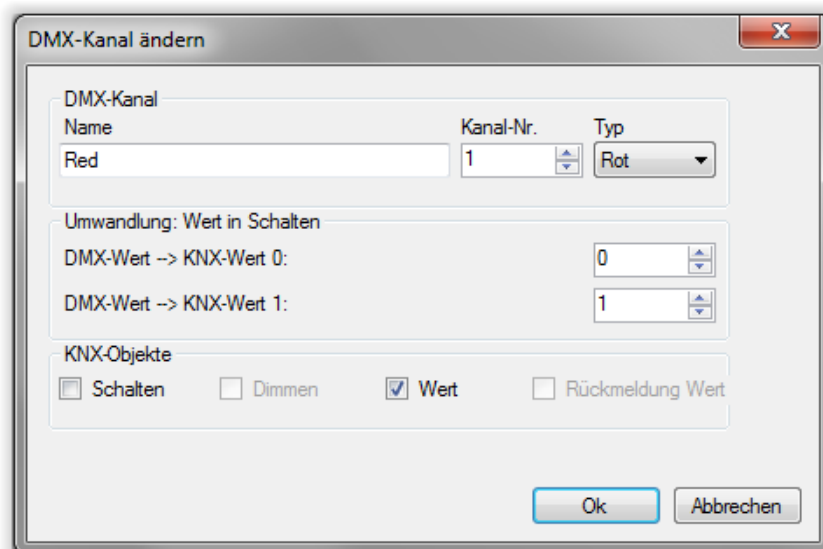 DMX-Kanal ändern
DMX-Kanal
Name Kanal-Nr. Typ
Red 1 Rot
Umwandlung: Wert in Schalten
DMX-Wert --> KNX-Wert 0: 0
DMX-Wert --> KNX-Wert 1: 1
KNX-Objekte
Schalten Dimmen Wert Rückmeldung Wert
Ok Abbrechen